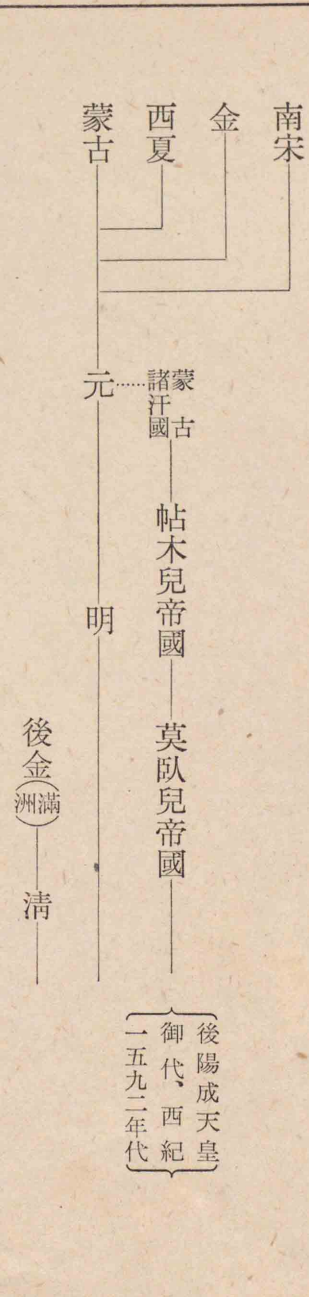 南宋
金
西夏
蒙古
蒙古
諸汗國
帖木兒帝國
莫臥兒帝國
元
明
後金(滿洲)
淸
後陽成天皇
御代、西紀
一五九二年代